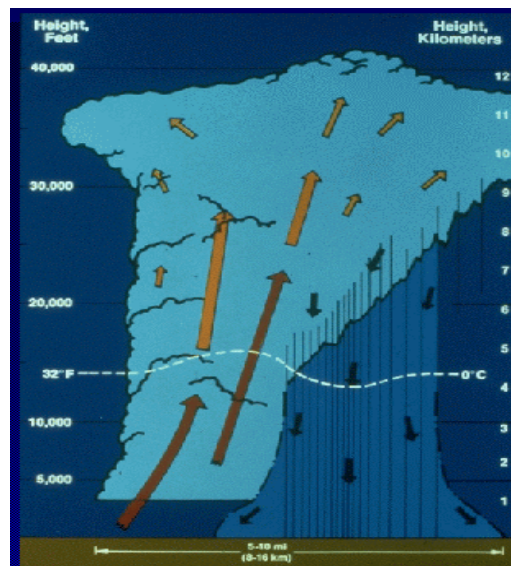 Height,
Feet
Height,
Kilometers
40,000
12
11
10
30,000
9
8
7
20,000
6
5
32°F
0°C
4
10,000
3
2
5,000
1
5-10 mi
(8-16 km)